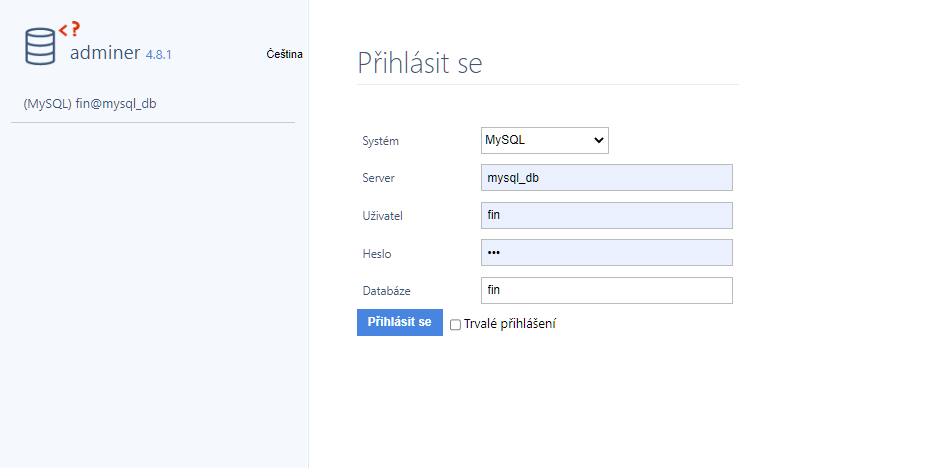 <?
adminer 4.8.1
Čeština
(MySQL) fin@mysql_db
Přihlásit se
Systém MySQL
Server mysql_db
Uživatel fin
Heslo •••
Databáze fin
Přihlásit se Trvalé přihlášení